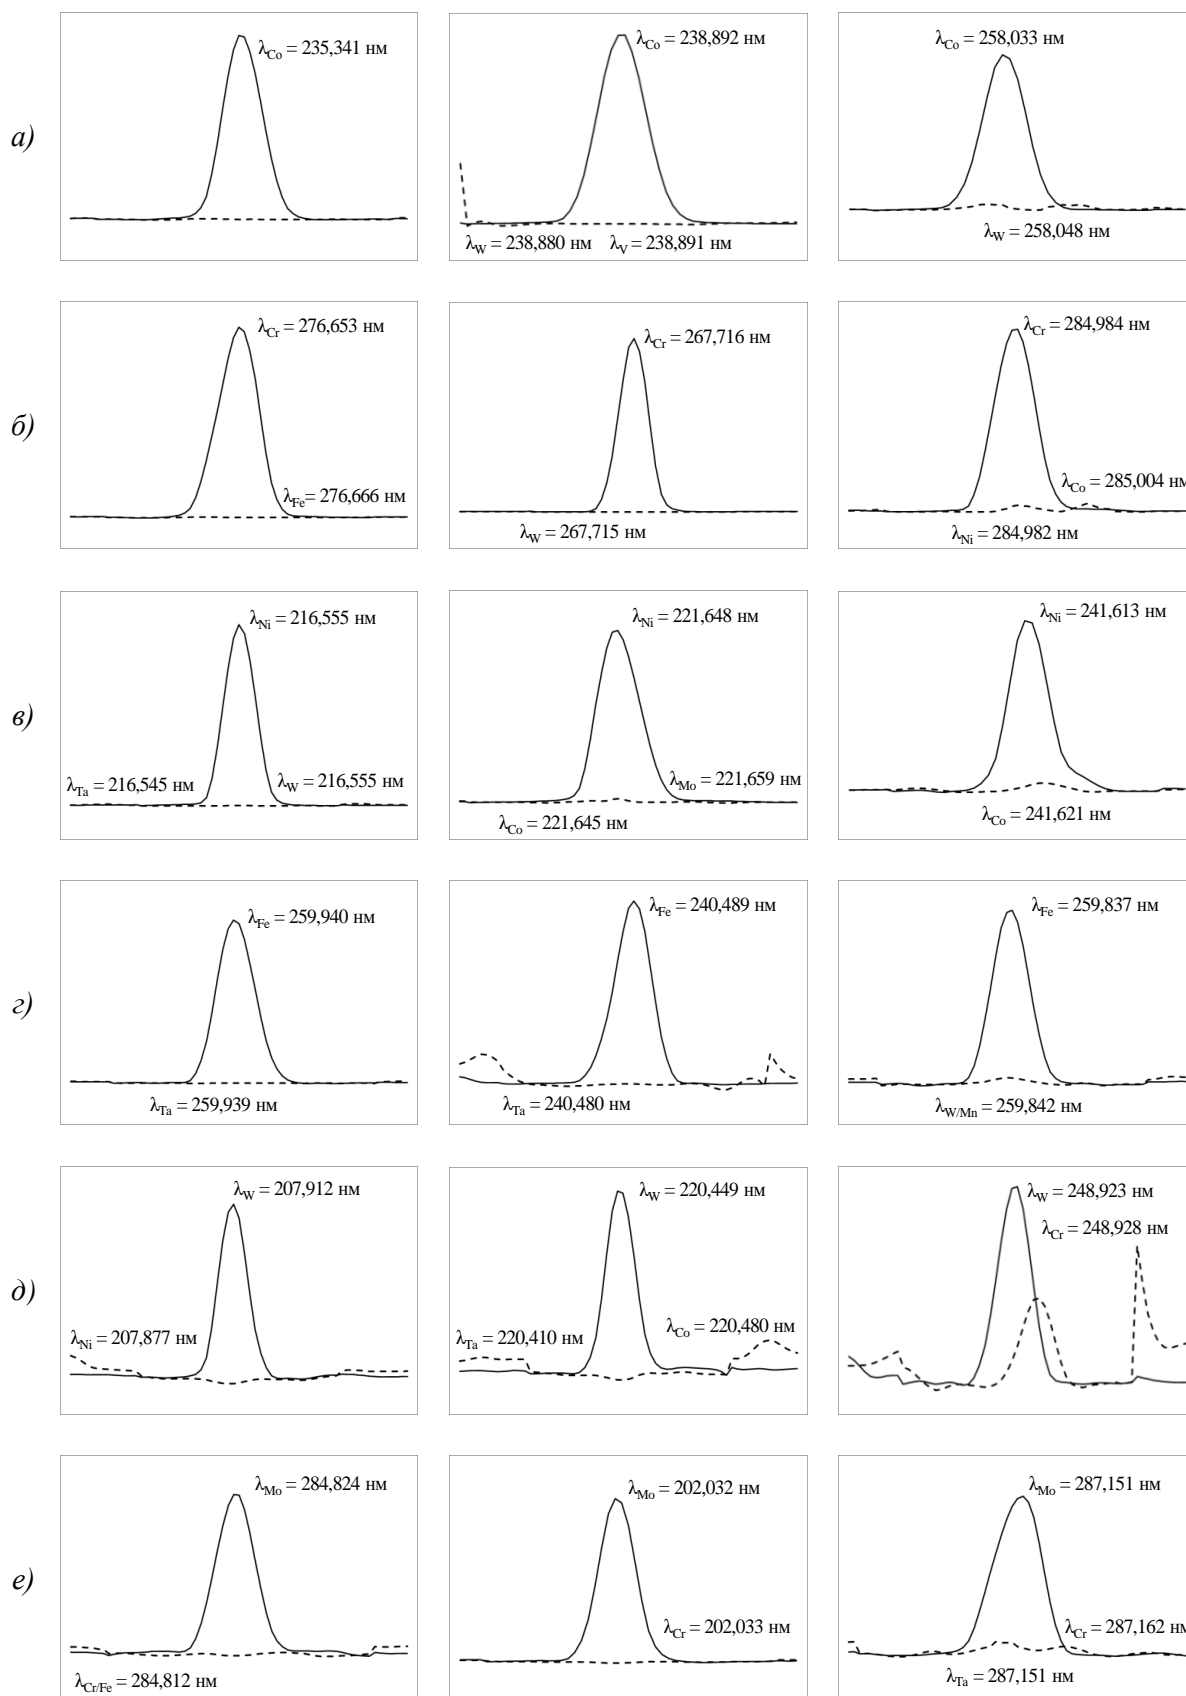 а)
λCo = 235,341 нм
λCo = 238,892 нм
λW = 238,880 нм λV = 238,891 нм
λCo = 258,033 нм
λW = 258,048 нм
б)
λCr = 276,653 нм
λFe= 276,666 нм
λCr = 267,716 нм
λW = 267,715 нм
λCr = 284,984 нм
λCo = 285,004 нм
λNi = 284,982 нм
в)
λNi = 216,555 нм
λTa = 216,545 нм
λW = 216,555 нм
λNi = 221,648 нм
λMo = 221,659 нм
λCo = 221,645 нм
λNi = 241,613 нм
λCo = 241,621 нм
г)
λFe = 259,940 нм
λTa = 259,939 нм
λFe = 240,489 нм
λTa = 240,480 нм
λFe = 259,837 нм
λW/Mn = 259,842 нм
д)
λW = 207,912 нм
λNi = 207,877 нм
λW = 220,449 нм
λTa = 220,410 нм
λCo = 220,480 нм
λW = 248,923 нм
λCr = 248,928 нм
е)
λMo = 284,824 нм
λCr/Fe = 284,812 нм
λMo = 202,032 нм
λCr = 202,033 нм
λMo = 287,151 нм
λCr = 287,162 нм
λTa = 287,151 нм